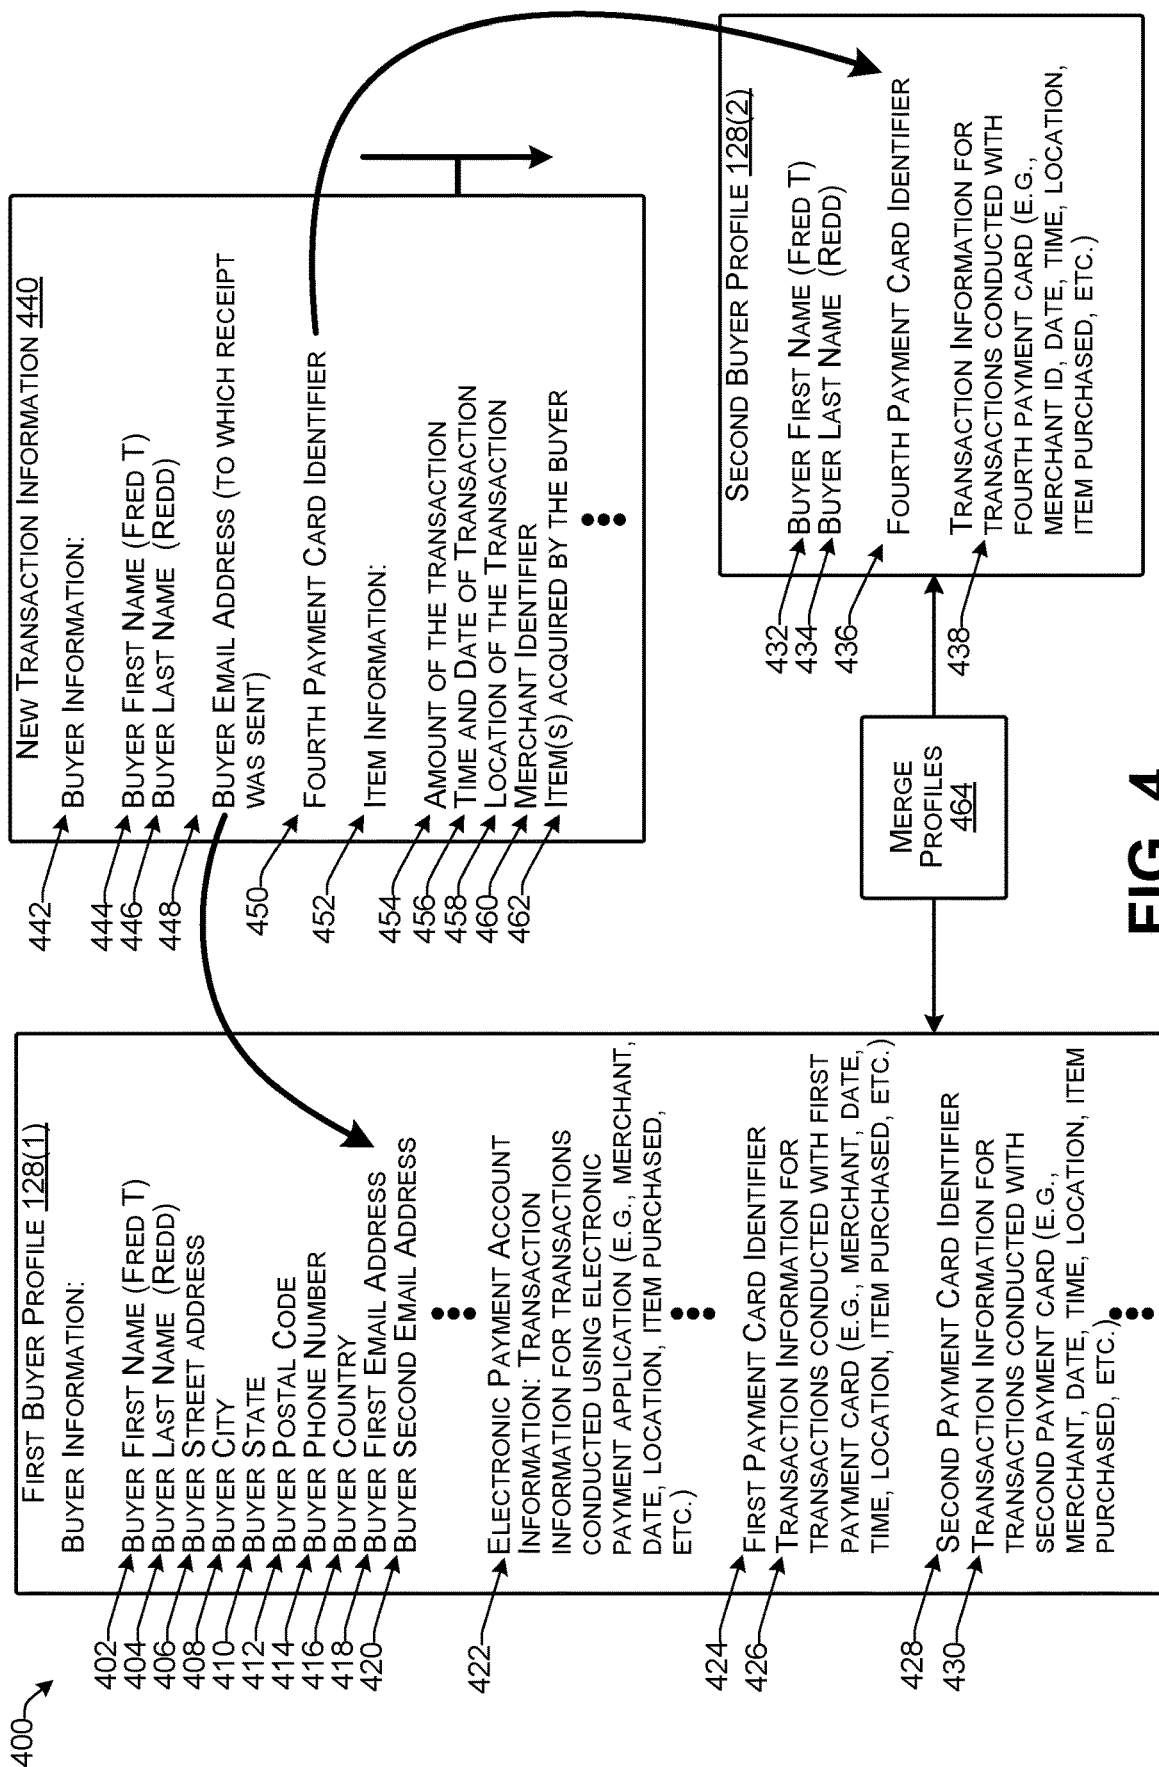 400
FIRST BUYER PROFILE 128(1)
BUYER INFORMATION:
402 BUYER FIRST NAME (FRED T)
404 BUYER LAST NAME (REDD)
406 BUYER STREET ADDRESS
408 BUYER CITY
410 BUYER STATE
412 BUYER POSTAL CODE
414 BUYER PHONE NUMBER
416 BUYER COUNTRY
418 BUYER FIRST EMAIL ADDRESS
420 BUYER SECOND EMAIL ADDRESS
422 ELECTRONIC PAYMENT ACCOUNT
INFORMATION: TRANSACTION
INFORMATION FOR TRANSACTIONS
CONDUCTED USING ELECTRONIC
PAYMENT APPLICATION (E.G., MERCHANT,
DATE, LOCATION, ITEM PURCHASED,
ETC.)
424 FIRST PAYMENT CARD IDENTIFIER
426 TRANSACTION INFORMATION FOR
TRANSACTIONS CONDUCTED WITH FIRST
PAYMENT CARD (E.G., MERCHANT, DATE,
TIME, LOCATION, ITEM PURCHASED, ETC.)
428 SECOND PAYMENT CARD IDENTIFIER
430 TRANSACTION INFORMATION FOR
TRANSACTIONS CONDUCTED WITH
SECOND PAYMENT CARD (E.G.,
MERCHANT, DATE, TIME, LOCATION, ITEM
PURCHASED, ETC.)
NEW TRANSACTION INFORMATION 440
442 BUYER INFORMATION:
444 BUYER FIRST NAME (FRED T)
446 BUYER LAST NAME (REDD)
448 BUYER EMAIL ADDRESS (TO WHICH RECEIPT
WAS SENT)
450 FOURTH PAYMENT CARD IDENTIFIER
452 ITEM INFORMATION:
454 AMOUNT OF THE TRANSACTION
456 TIME AND DATE OF TRANSACTION
458 LOCATION OF THE TRANSACTION
460 MERCHANT IDENTIFIER
462 ITEM(S) ACQUIRED BY THE BUYER
MERGE
PROFILES
464
SECOND BUYER PROFILE 128(2)
432 BUYER FIRST NAME (FRED T)
434 BUYER LAST NAME (REDD)
436 FOURTH PAYMENT CARD IDENTIFIER
438 TRANSACTION INFORMATION FOR
TRANSACTIONS CONDUCTED WITH
FOURTH PAYMENT CARD (E.G.,
MERCHANT ID, DATE, TIME, LOCATION,
ITEM PURCHASED, ETC.)
FIG. 4